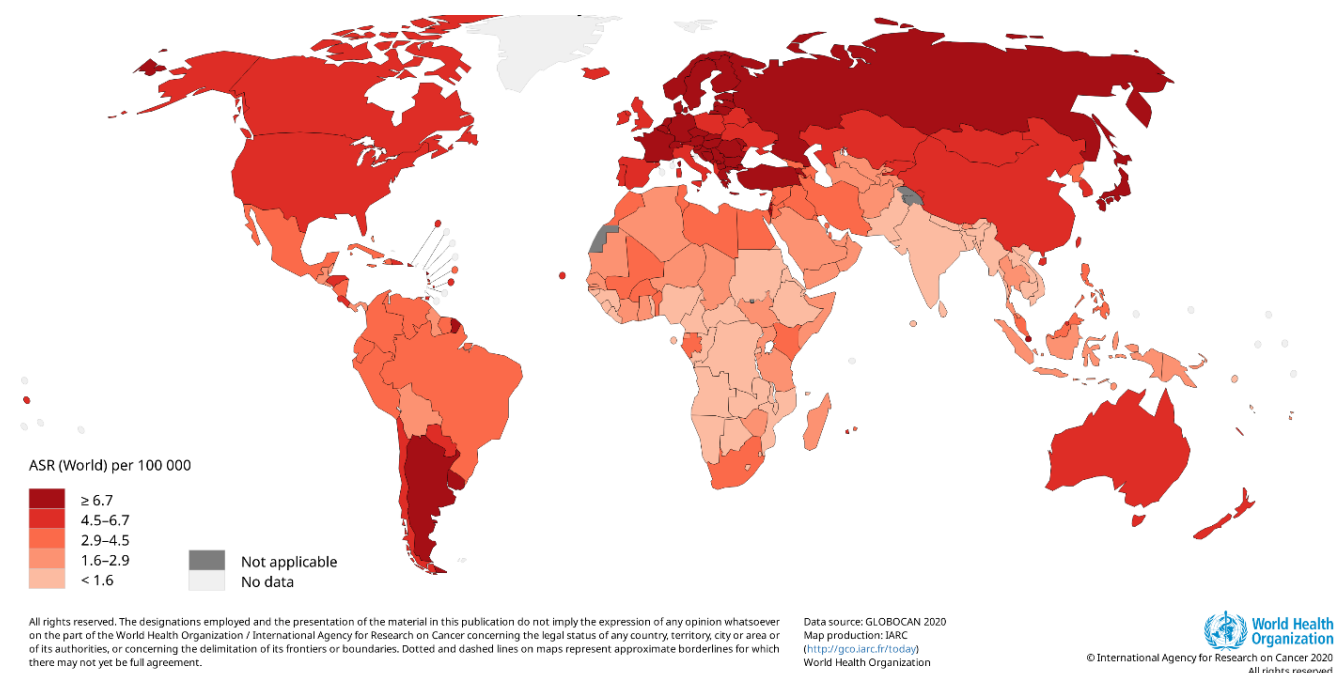 ASR (World) per 100 000
≥ 6.7
4.5–6.7
2.9–4.5
1.6–2.9
< 1.6
Not applicable
No data
All rights reserved. The designations employed and the presentation of the material in this publication do not imply the expression of any opinion whatsoever
on the part of the World Health Organization / International Agency for Research on Cancer concerning the legal status of any country, territory, city or area or
of its authorities, or concerning the delimitation of its frontiers or boundaries. Dotted and dashed lines on maps represent approximate borderlines for which
there may not yet be full agreement.
Data source: GLOBOCAN 2020
Map production: IARC
(http://gco.iarc.fr/today)
World Health Organization
World Health
Organization
© International Agency for Research on Cancer 2020
All rights reserved